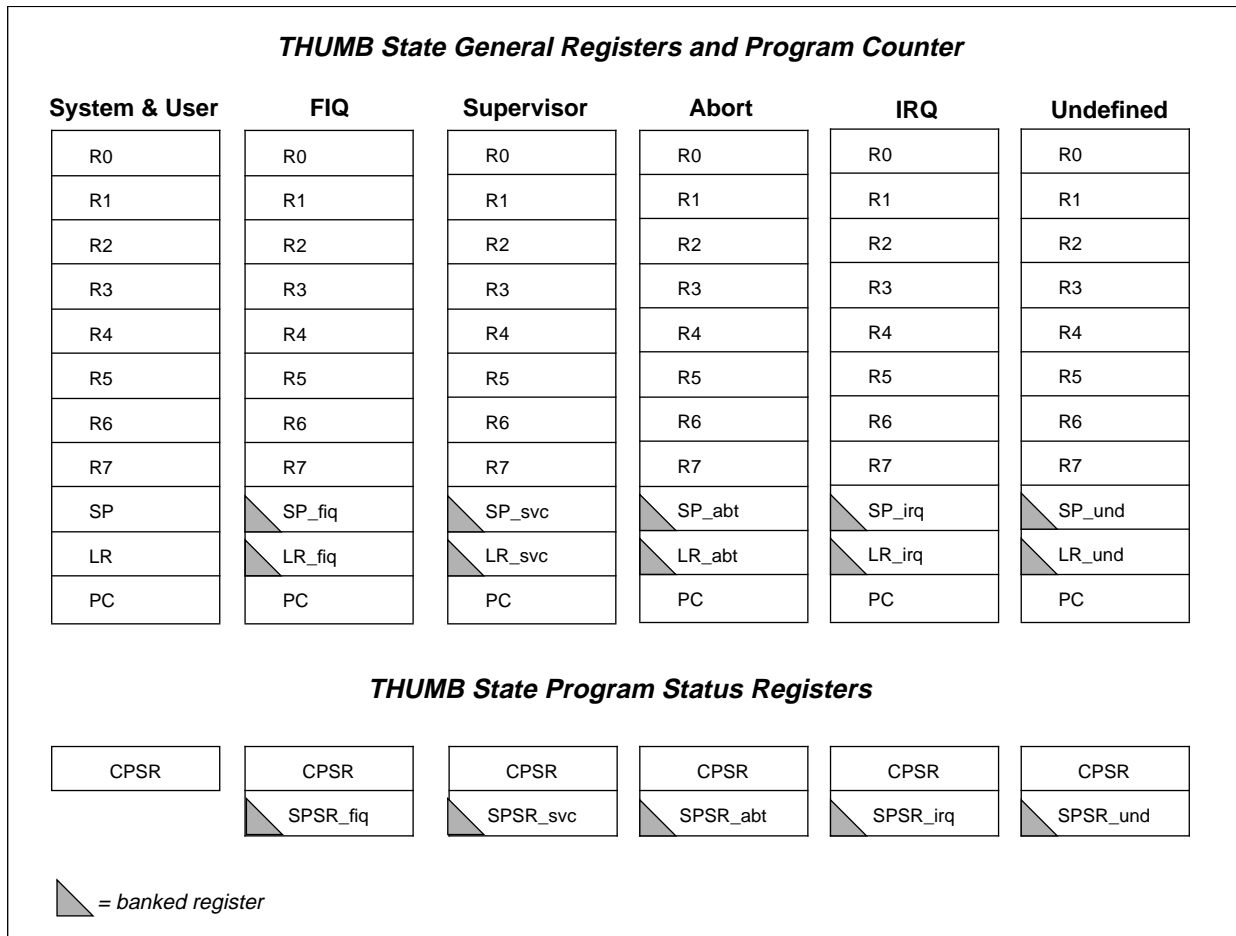 THUMB State General Registers and Program Counter
System & User FIQ Supervisor Abort IRQ Undefined
R0 R0 R0 R0 R0 R0
R1 R1 R1 R1 R1 R1
R2 R2 R2 R2 R2 R2
R3 R3 R3 R3 R3 R3
R4 R4 R4 R4 R4 R4
R5 R5 R5 R5 R5 R5
R6 R6 R6 R6 R6 R6
R7 R7 R7 R7 R7 R7
SP SP_fiq SP_svc SP_abt SP_irq SP_und
LR LR_fiq LR_svc LR_abt LR_irq LR_und
PC PC PC PC PC PC
THUMB State Program Status Registers
CPSR CPSR CPSR CPSR CPSR CPSR
SPSR_fiq SPSR_svc SPSR_abt SPSR_irq SPSR_und
= banked register